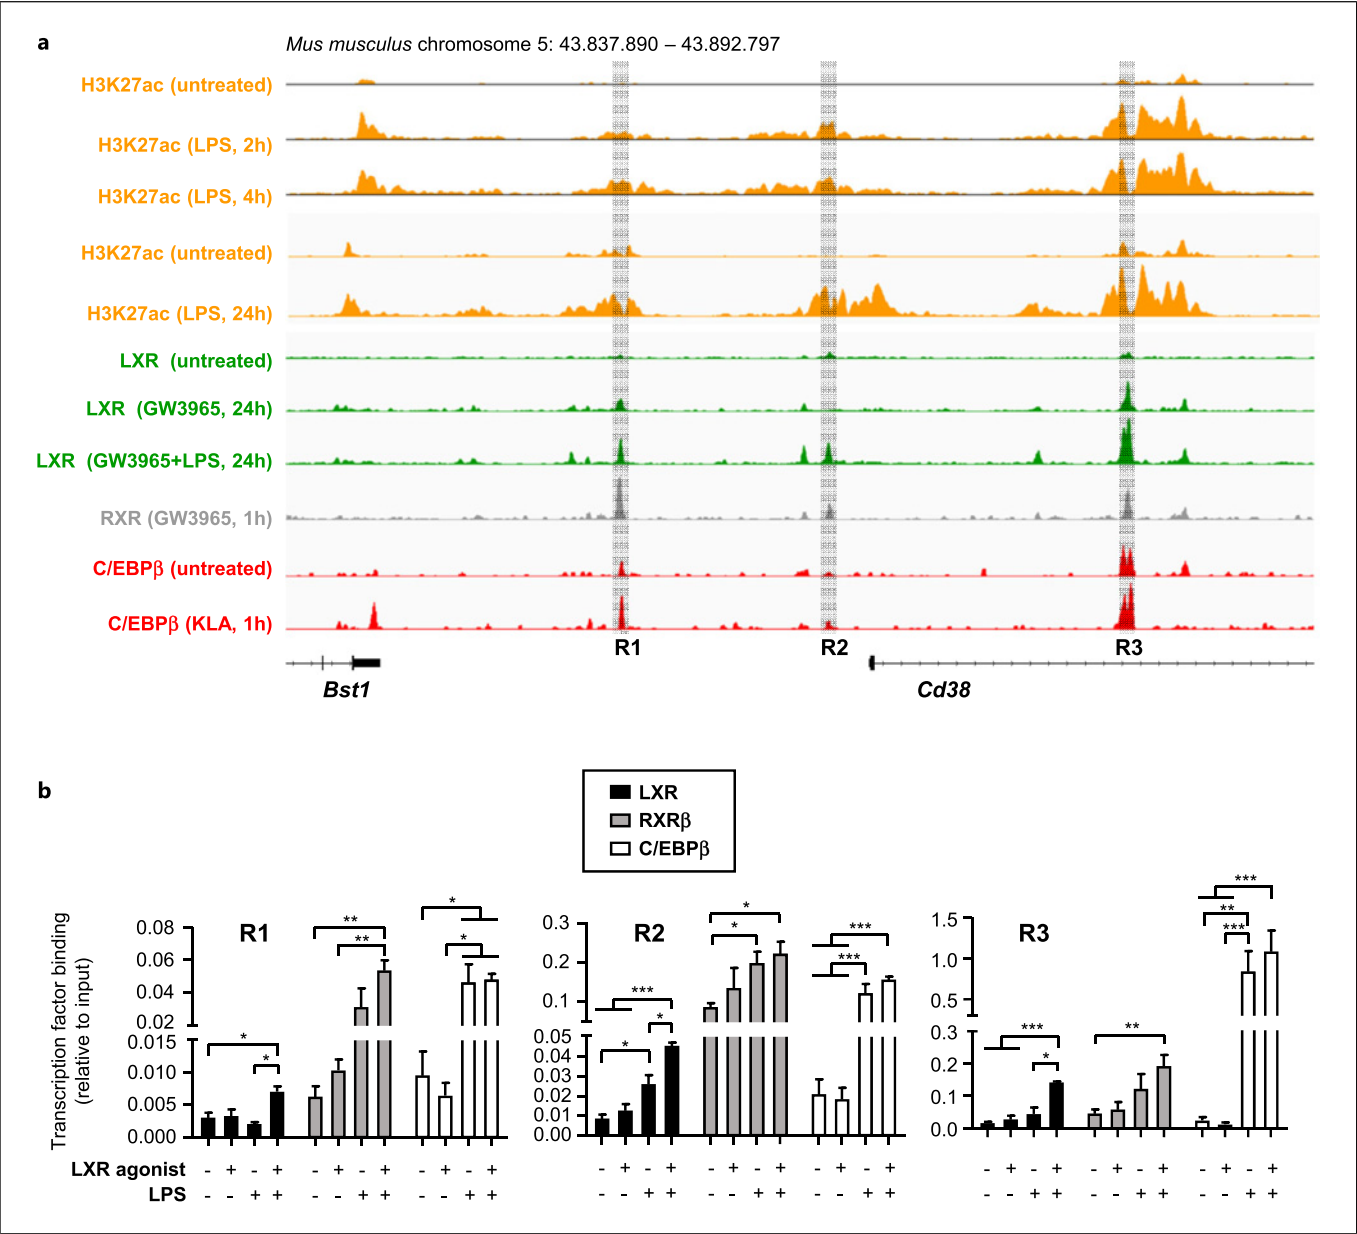 a
Mus musculus chromosome 5: 43.837.890 – 43.892.797
H3K27ac (untreated)
H3K27ac (LPS, 2h)
H3K27ac (LPS, 4h)
H3K27ac (untreated)
H3K27ac (LPS, 24h)
LXR (untreated)
LXR (GW3965, 24h)
LXR (GW3965+LPS, 24h)
RXR (GW3965, 1h)
C/EBPβ (untreated)
C/EBPβ (KLA, 1h)
R1 R2 R3
Bst1 Cd38
b
LXR
RXRβ
C/EBPβ
Transcription factor binding
(relative to input)
R1
0.08
0.06
0.04
0.02
0.015
0.010
0.005
0.000
* * ** ** * *
R2
0.3
0.2
0.1
0.05
0.04
0.03
0.02
0.01
0.00
* *** * * * *** ***
R3
1.5
1.0
0.5
0.3
0.2
0.1
0.0
*** * ** ** *** ***
LXR agonist - + - + - + - + - + - + - + - + - + - + - + - + - + - + - + - + - + - +
LPS - - + + - - + + - - + + - - + + - - + + - - + + - - + + - - + + - - + +